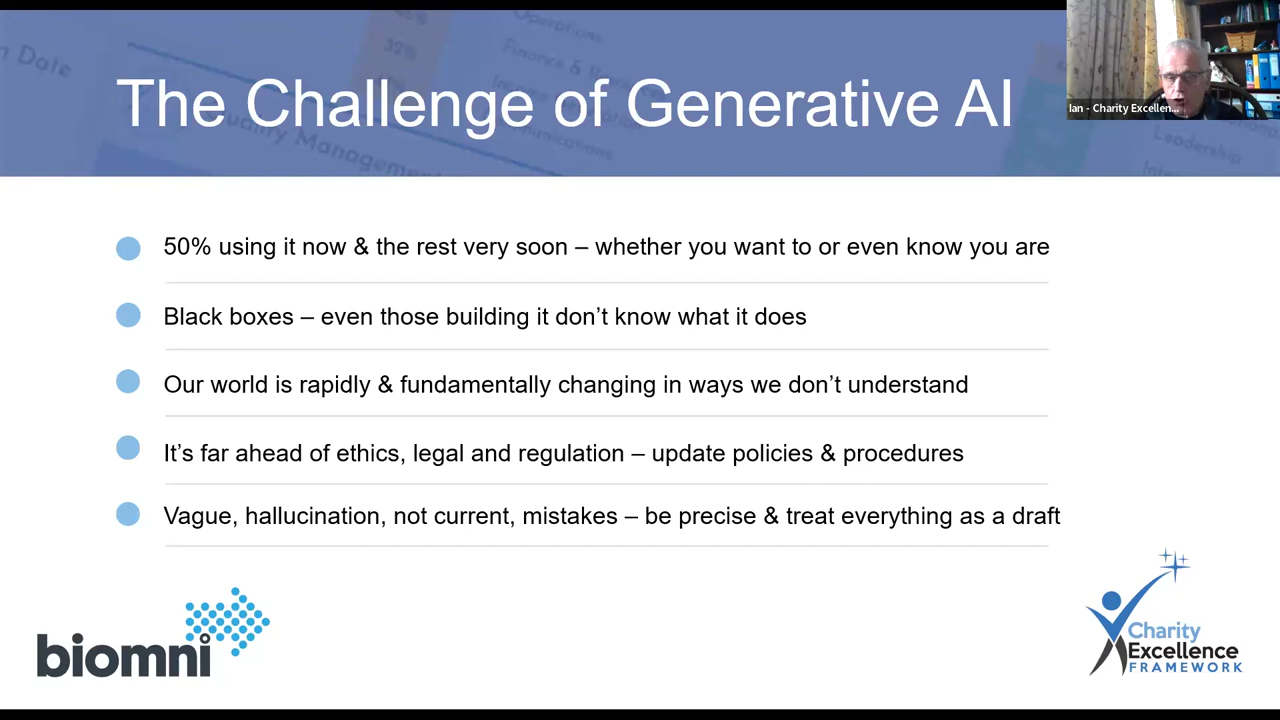 The Challenge of Generative AI
Ian - Charity Excellen...
50% using it now & the rest very soon – whether you want to or even know you are
Black boxes – even those building it don’t know what it does
Our world is rapidly & fundamentally changing in ways we don’t understand
It’s far ahead of ethics, legal and regulation – update policies & procedures
Vague, hallucination, not current, mistakes – be precise & treat everything as a draft
biomni
Charity
Excellence
FRAMEWORK